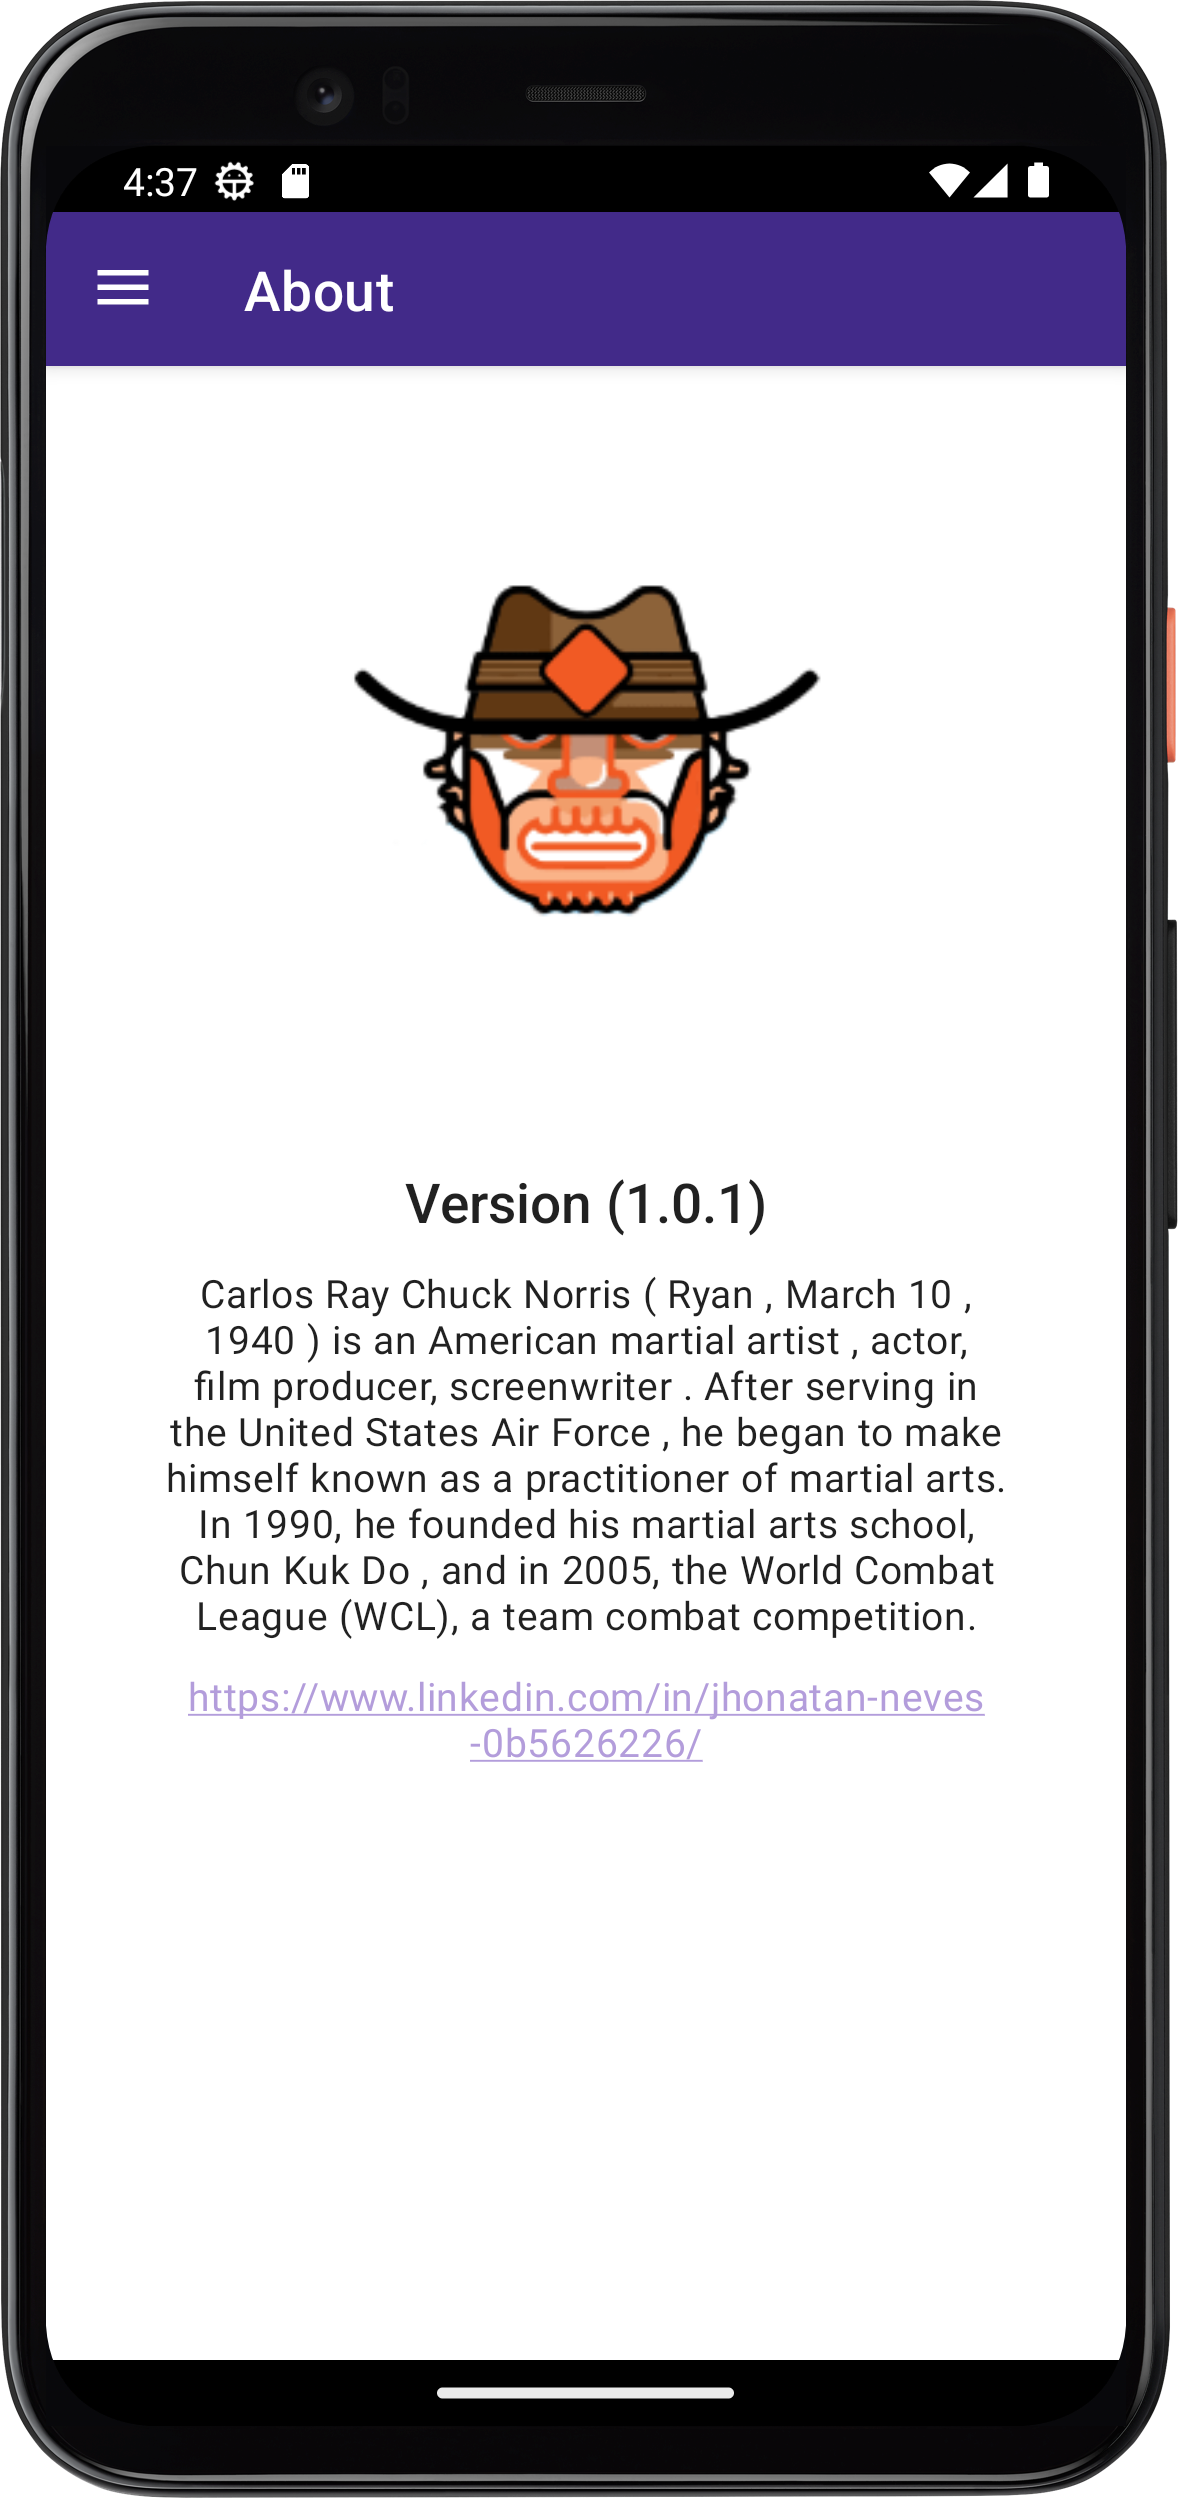 4:37
About
Version (1.0.1)
Carlos Ray Chuck Norris ( Ryan , March 10 ,
1940 ) is an American martial artist , actor,
film producer, screenwriter . After serving in
the United States Air Force , he began to make
himself known as a practitioner of martial arts.
In 1990, he founded his martial arts school,
Chun Kuk Do , and in 2005, the World Combat
League (WCL), a team combat competition.
https://www.linkedin.com/in/jhonatan-neves
-0b5626226/